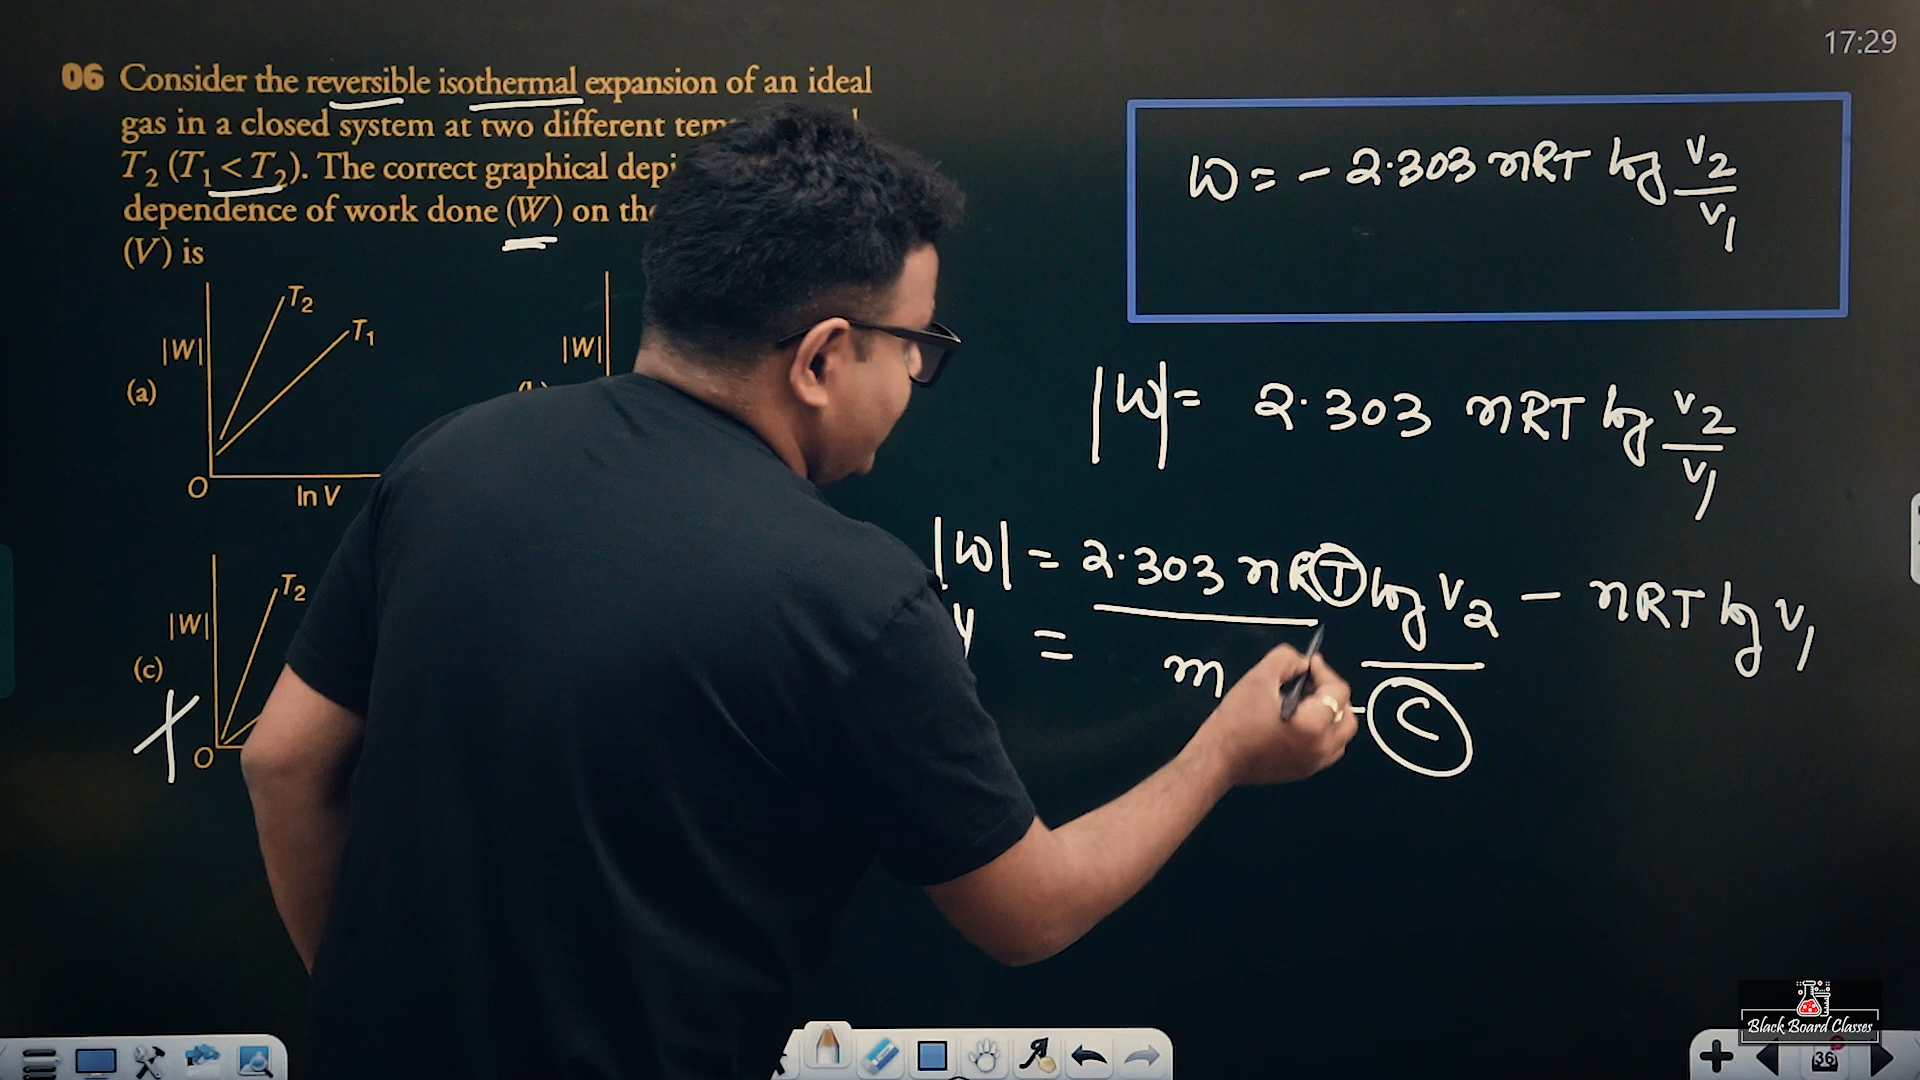 17:29
06 Consider the reversible isothermal expansion of an ideal
gas in a closed system at two different
T2 (T1 < T2). The correct graphical
dependence of work done (W) on
(V) is
(a) |W| T2 T1 O ln V
|W|
(c) |W| T2 O
W = - 2.303 nRT log V2/V1
|W| = 2.303 nRT log V2/V1
|W| = 2.303 nRT log V2 - nRT log V1
= m C
Black Board Classes
36